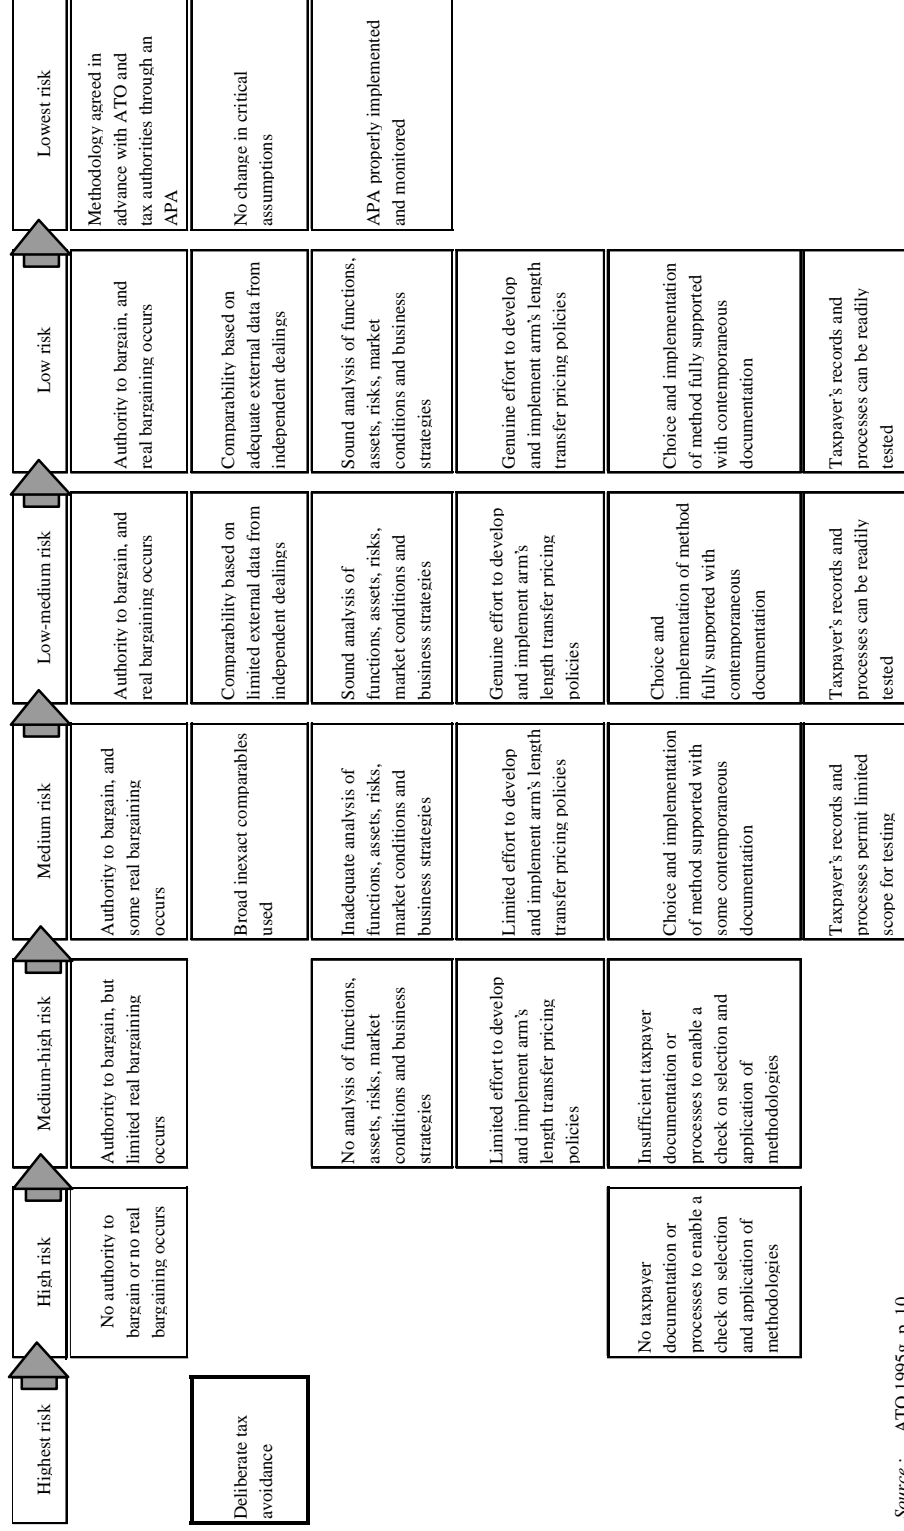 Highest risk
High risk
Medium-high risk
Medium risk
Low-medium risk
Low risk
Lowest risk
No authority to
bargain or no real
bargaining occurs
Authority to bargain, but
limited real bargaining
occurs
Authority to bargain, and
some real bargaining
occurs
Authority to bargain, and
real bargaining occurs
Authority to bargain, and
real bargaining occurs
Methodology agreed in
advance with ATO and
tax authorities through an
APA
Deliberate tax
avoidance
Broad inexact comparables
used
Comparability based on
limited external data from
independent dealings
Comparability based on
adequate external data from
independent dealings
No change in critical
assumptions
No analysis of functions,
assets, risks, market
conditions and business
strategies
Inadequate analysis of
functions, assets, risks,
market conditions and
business strategies
Sound analysis of
functions, assets, risks,
market conditions and
business strategies
Sound analysis of functions,
assets, risks, market
conditions and business
strategies
APA properly implemented
and monitored
Limited effort to develop
and implement arm's
length transfer pricing
policies
Limited effort to develop
and implement arm's length
transfer pricing policies
Genuine effort to develop
and implement arm's
length transfer pricing
policies
Genuine effort to develop
and implement arm's length
transfer pricing policies
No taxpayer
documentation or
processes to enable a
check on selection
and application of
methodologies
Insufficient taxpayer
documentation or
processes to enable a
check on selection and
application of
methodologies
Choice and implementation
of method supported with
some contemporaneous
documentation
Choice and
implementation of method
fully supported with
contemporaneous
documentation
Choice and implementation
of method fully supported
with contemporaneous
documentation
Taxpayer's records and
processes permit limited
scope for testing
Taxpayer's records and
processes can be readily
tested
Taxpayer's records and
processes can be readily
tested
Source: ATO 1995g, p. 10